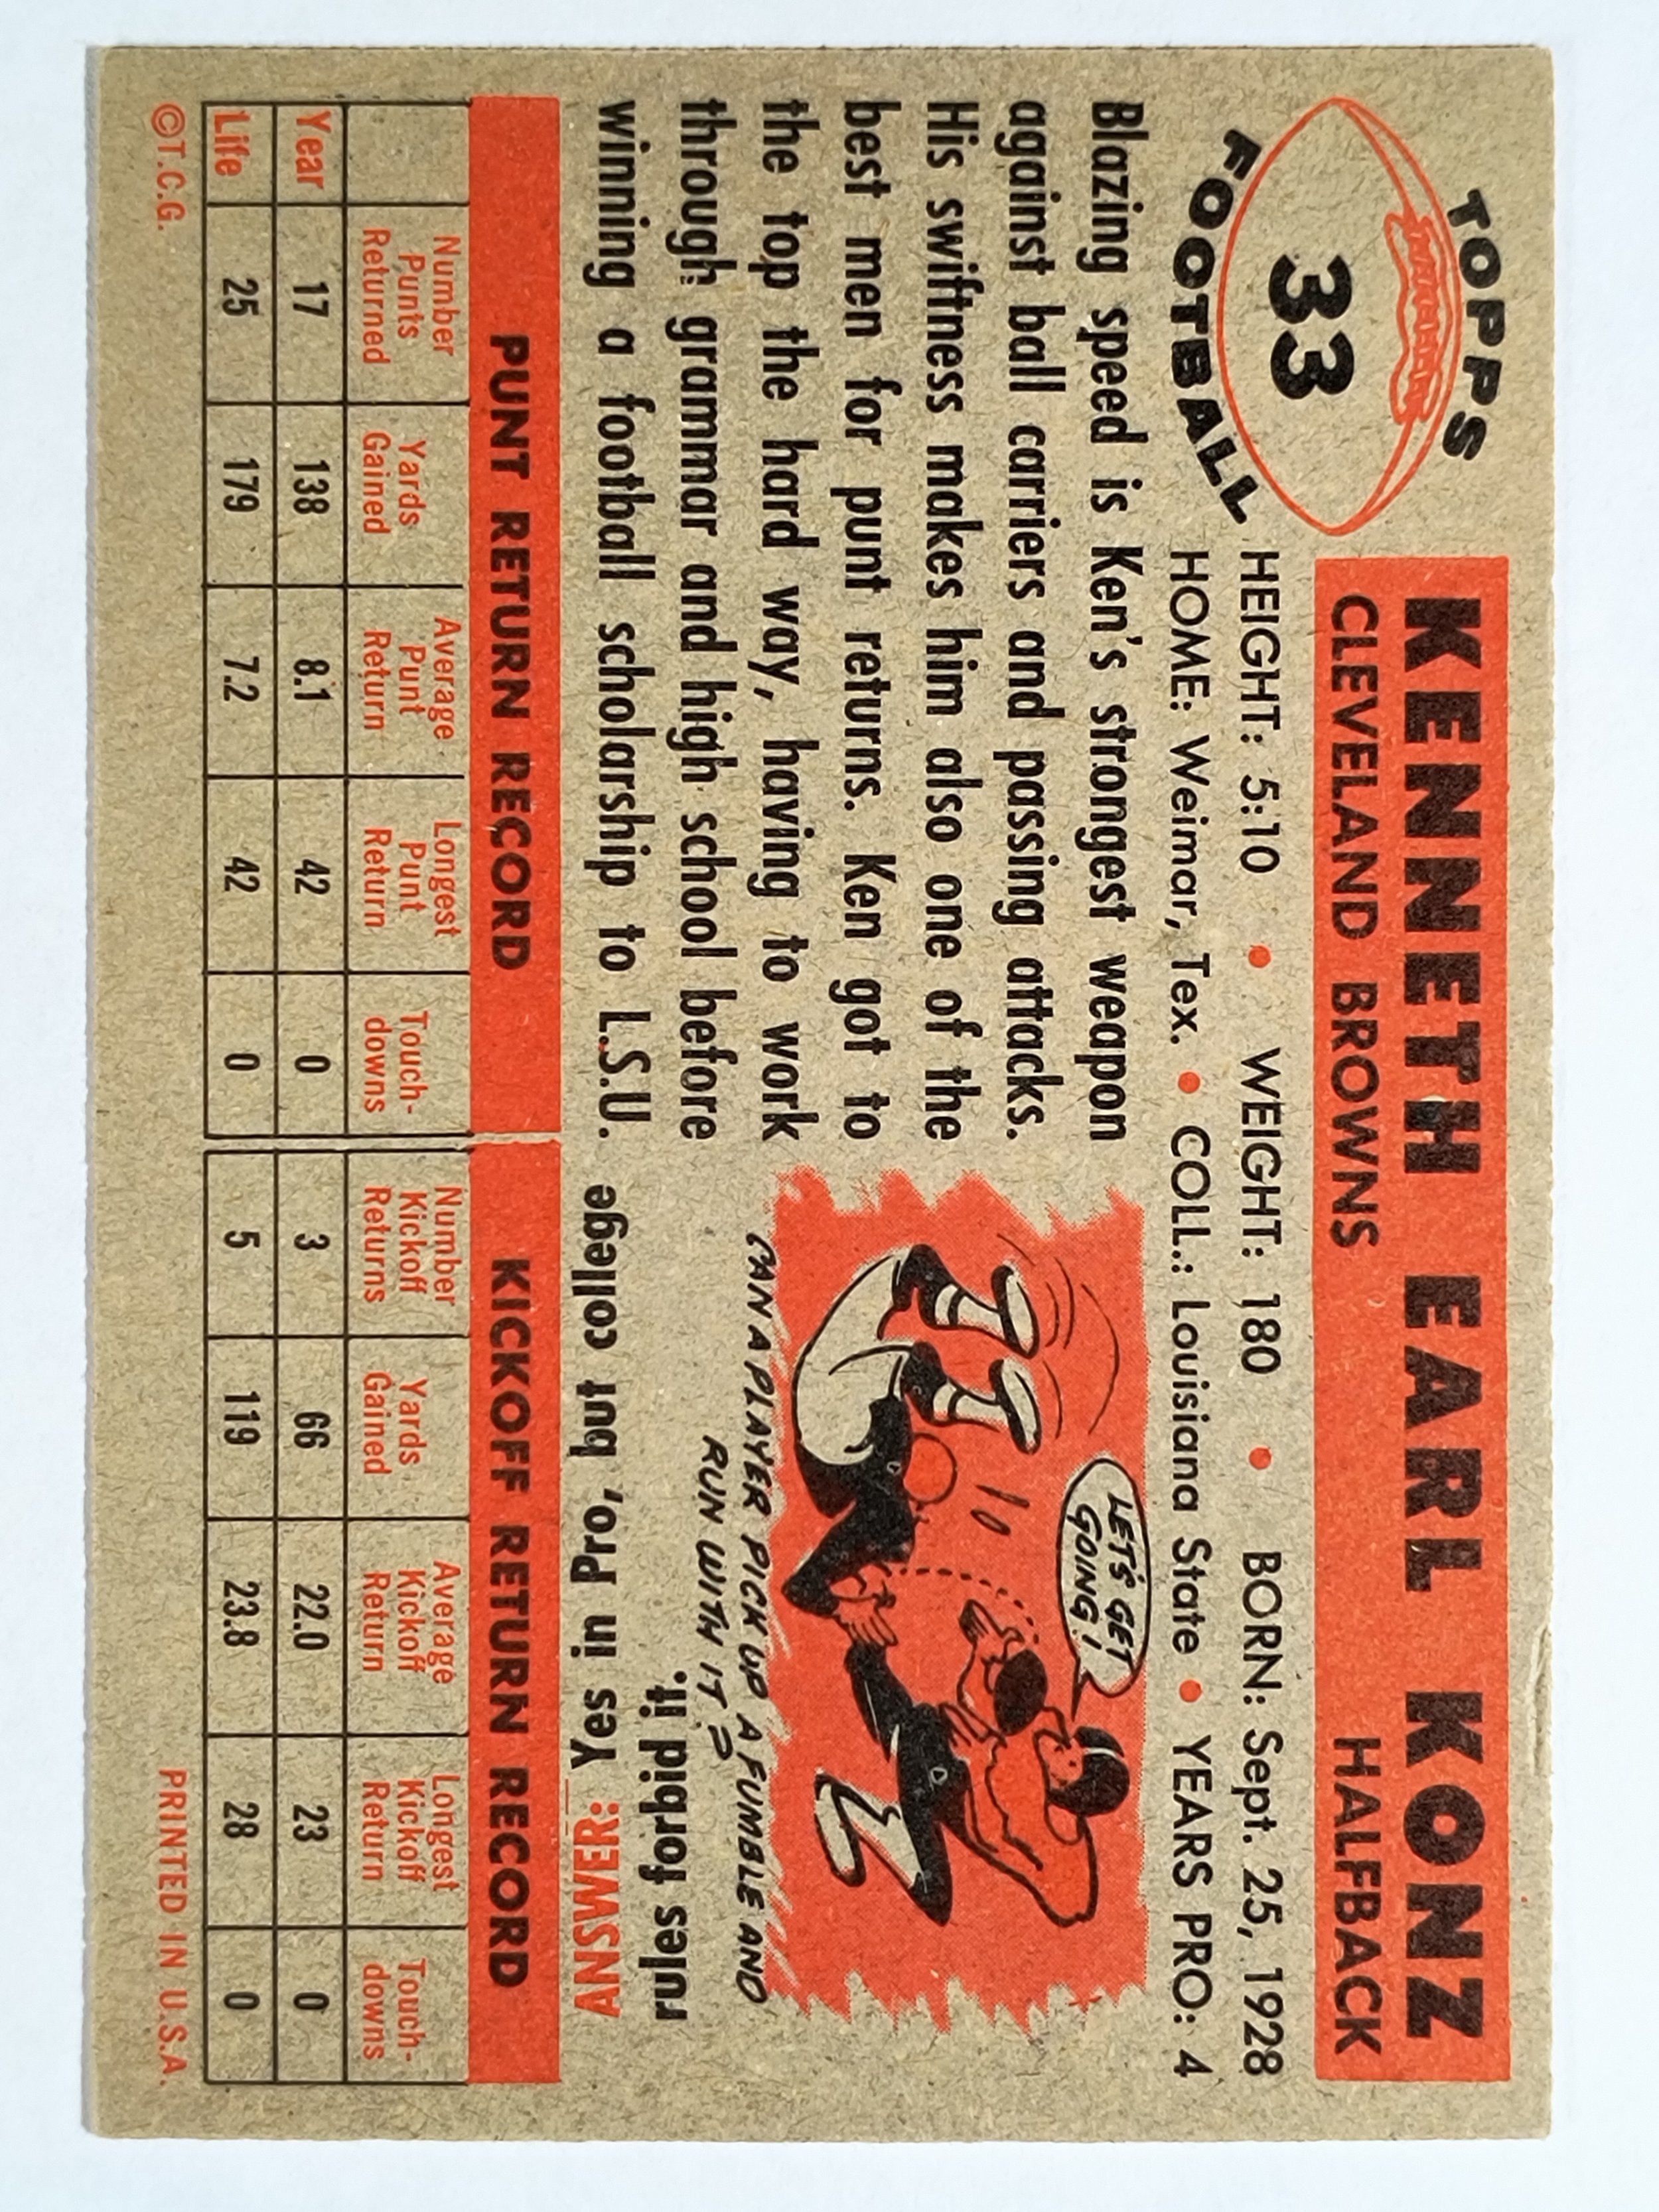 TOPPS
33
FOOTBALL
KENNETH EARL KONZ
CLEVELAND BROWNS HALFBACK
HEIGHT: 5:10 • WEIGHT: 180 • BORN: Sept. 25, 1928
HOME: Weimar, Tex. • COLL.: Louisiana State • YEARS PRO: 4
Blazing speed is Ken's strongest weapon
against ball carriers and passing attacks.
His swiftness makes him also one of the
best men for punt returns. Ken got to
the top the hard way, having to work
through grammar and high school before
winning a football scholarship to L.S.U.
LET'S GET
GOING!
CAN A PLAYER PICK UP A FUMBLE AND
RUN WITH IT?
ANSWER: Yes in Pro, but college
rules forbid it.
PUNT RETURN RECORD
Number Punts Returned Yards Gained Average Punt Return Longest Punt Return Touch-downs
Year 17 138 8.1 42 0
Life 25 179 7.2 42 0
KICKOFF RETURN RECORD
Number Kickoff Returns Yards Gained Average Kickoff Return Longest Kickoff Return Touch-downs
3 66 22.0 23 0
5 119 23.8 28 0
©T.C.G. PRINTED IN U.S.A.